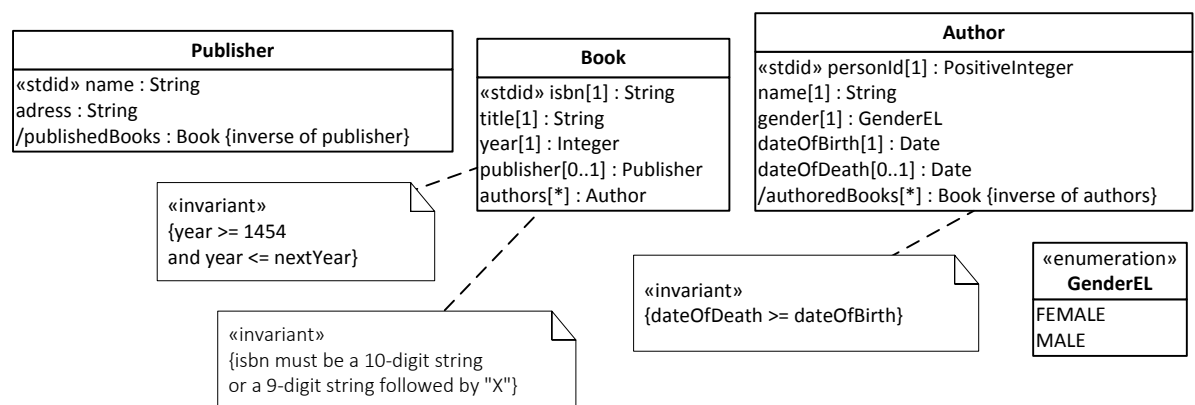 Publisher
«stdid» name : String
adress : String
/publishedBooks : Book {inverse of publisher}
Book
«stdid» isbn[1] : String
title[1] : String
year[1] : Integer
publisher[0..1] : Publisher
authors[*] : Author
Author
«stdid» personId[1] : PositiveInteger
name[1] : String
gender[1] : GenderEL
dateOfBirth[1] : Date
dateOfDeath[0..1] : Date
/authoredBooks[*] : Book {inverse of authors}
«invariant»
{year >= 1454
and year <= nextYear}
«invariant»
{isbn must be a 10-digit string
or a 9-digit string followed by "X"}
«invariant»
{dateOfDeath >= dateOfBirth}
«enumeration»
GenderEL
FEMALE
MALE